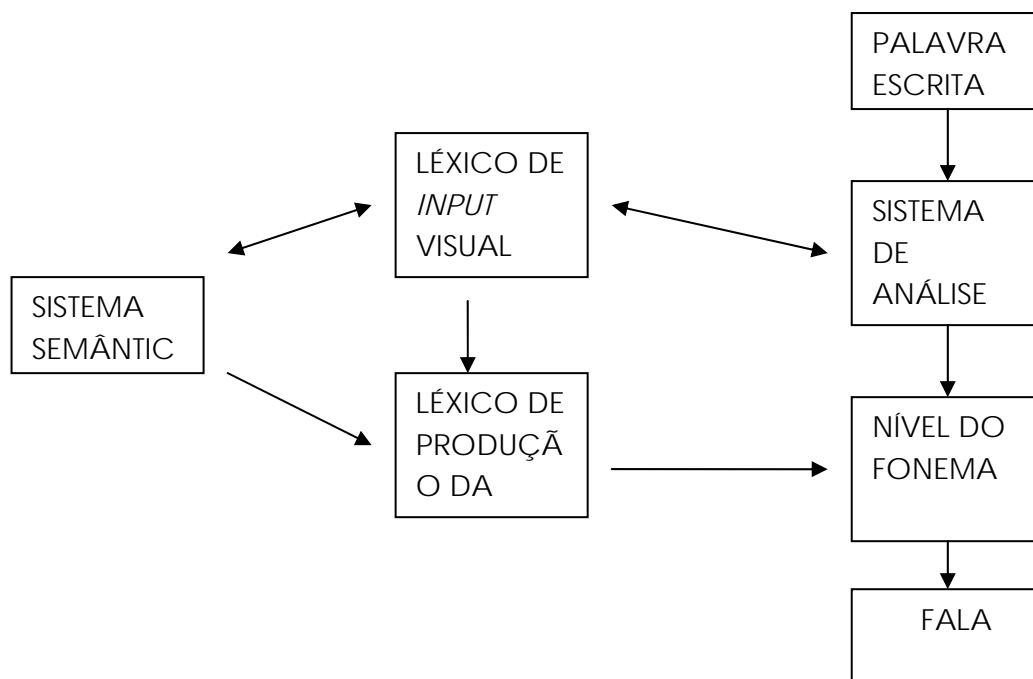 PALAVRA
ESCRITA
LÉXICO DE
INPUT
VISUAL
SISTEMA
DE
ANÁLISE
SISTEMA
SEMÂNTIC
LÉXICO DE
PRODUÇÃ
O DA
NÍVEL DO
FONEMA
FALA